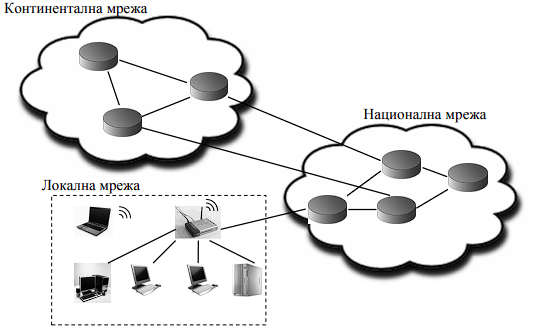 Континентална мрежа
Национална мрежа
Локална мрежа